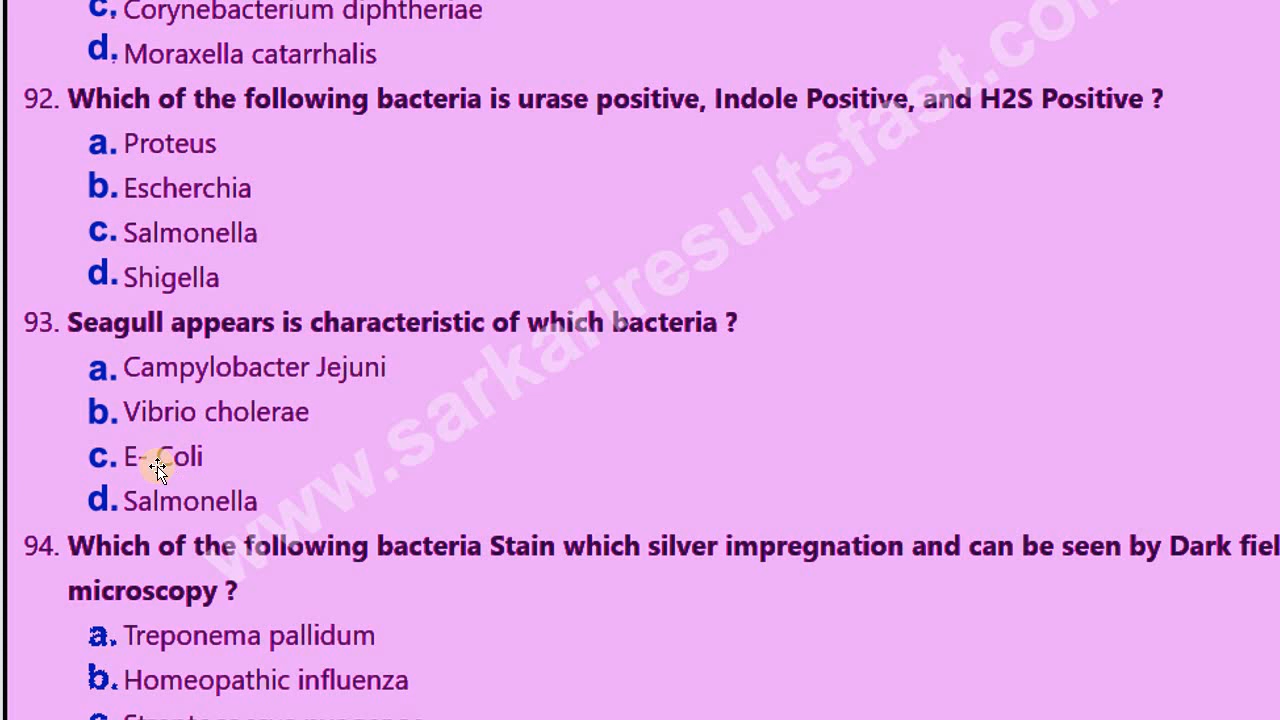 c. Corynebacterium diphtheriae
d. Moraxella catarrhalis
92. Which of the following bacteria is urase positive, Indole Positive, and H2S Positive ?
a. Proteus
b. Escherchia
c. Salmonella
d. Shigella
93. Seagull appears is characteristic of which bacteria ?
a. Campylobacter Jejuni
b. Vibrio cholerae
c. E- Coli
d. Salmonella
94. Which of the following bacteria Stain which silver impregnation and can be seen by Dark fiel
microscopy ?
a. Treponema pallidum
b. Homeopathic influenza
www.sarkariresultsfast.com